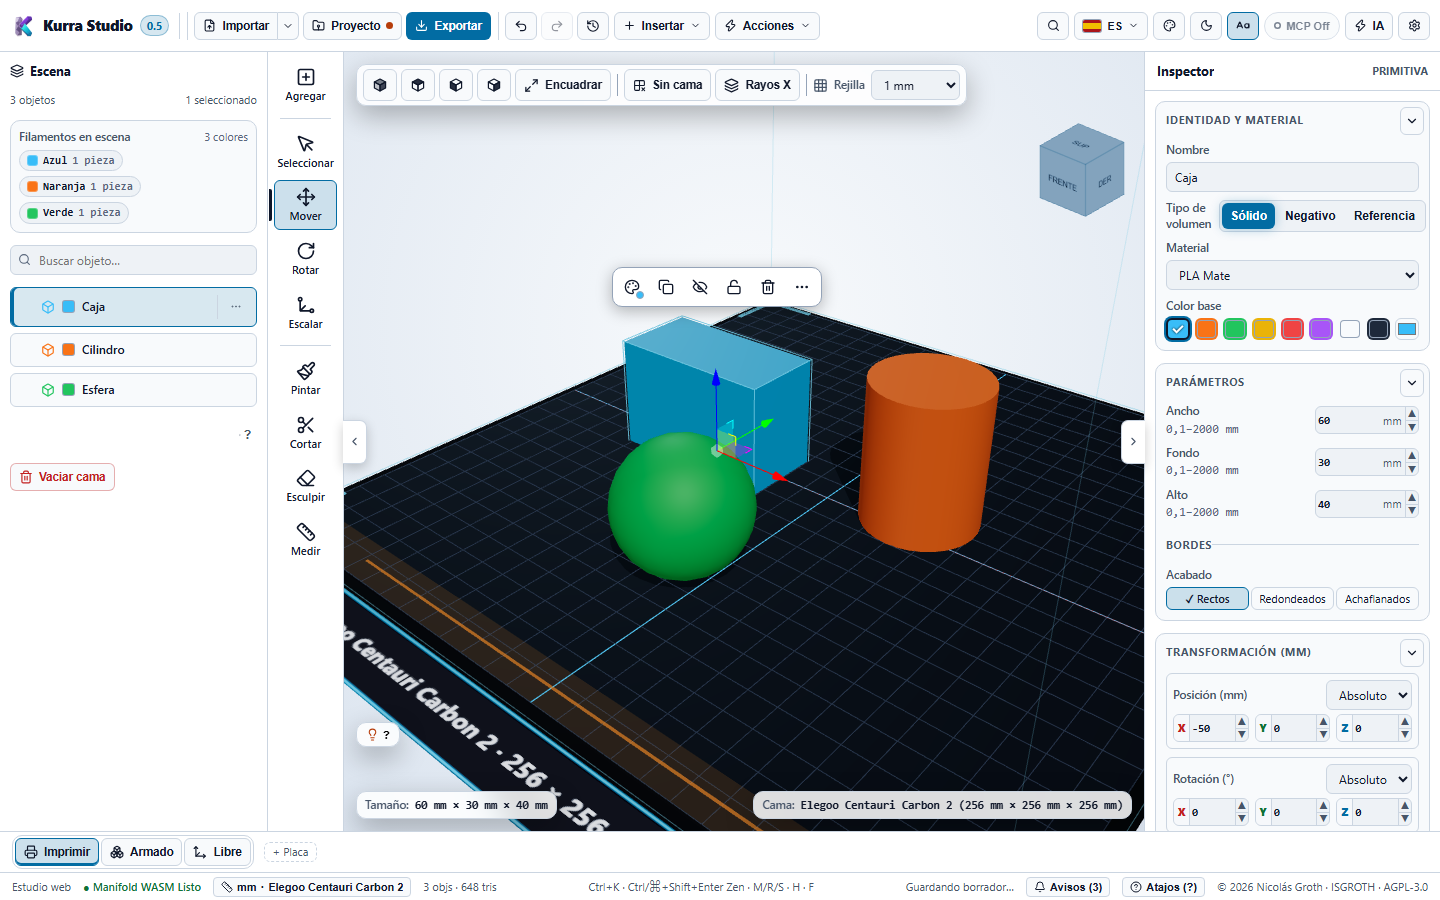 Kurra Studio 0.5 Importar Proyecto Exportar Insertar Acciones ES Aa MCP Off IA
Escena
3 objetos 1 seleccionado
Filamentos en escena 3 colores
Azul 1 pieza
Naranja 1 pieza
Verde 1 pieza
Buscar objeto...
Caja ...
Cilindro
Esfera
· ?
Vaciar cama
Agregar
Seleccionar
Mover
Rotar
Escalar
Pintar
Cortar
Esculpir
Medir
Encuadrar Sin cama Rayos X Rejilla 1 mm
SUP
FRENTE DER
Centauri Carbon 2 · 256 × 256
?
Tamaño: 60 mm × 30 mm × 40 mm
Cama: Elegoo Centauri Carbon 2 (256 mm × 256 mm × 256 mm)
Inspector PRIMITIVA
IDENTIDAD Y MATERIAL
Nombre
Caja
Tipo de volumen Sólido Negativo Referencia
Material
PLA Mate
Color base
PARÁMETROS
Ancho
0,1–2000 mm
60 mm
Fondo
0,1–2000 mm
30 mm
Alto
0,1–2000 mm
40 mm
BORDES
Acabado
✓ Rectos Redondeados Achaflanados
TRANSFORMACIÓN (MM)
Posición (mm) Absoluto
X -50 Y 0 Z 0
Rotación (°) Absoluto
X 0 Y 0 Z 0
Imprimir Armado Libre + Placa
Estudio web ● Manifold WASM Listo mm · Elegoo Centauri Carbon 2 3 objs · 648 tris Ctrl+K · Ctrl/⌘+Shift+Enter Zen · M/R/S · H · F Guardando borrador... Avisos (3) Atajos (?) © 2026 Nicolás Groth · ISGROTH · AGPL-3.0